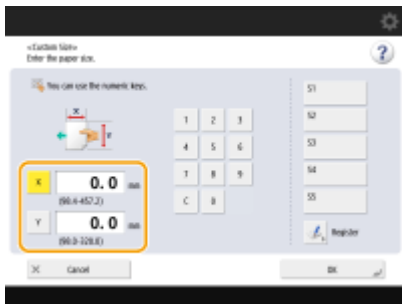 <Custom Size>
Enter the paper size.
?
You can use the numeric keys.
X
Y
1 2 3
4 5 6
7 8 9
C 0
X 0.0 mm
(98.4-457.2)
Y 0.0 mm
(98.0-320.0)
S1
S2
S3
S4
S5
Register
Cancel
OK